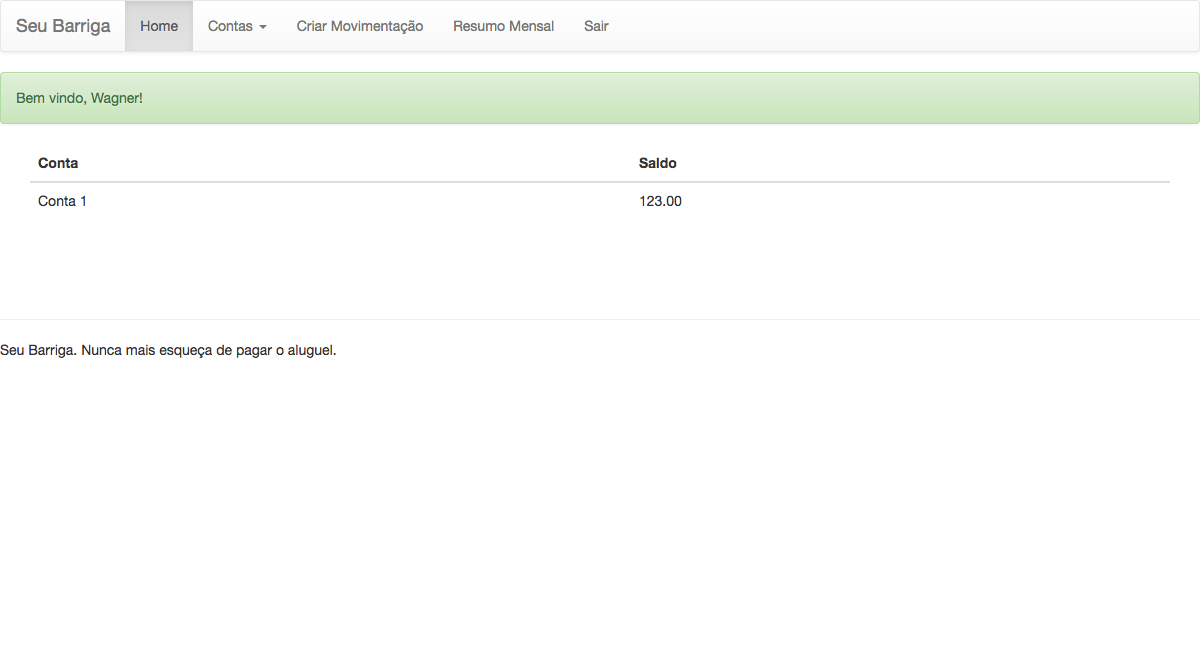 Seu Barriga Home Contas Criar Movimentação Resumo Mensal Sair
Bem vindo, Wagner!
Conta Saldo
Conta 1 123.00
Seu Barriga. Nunca mais esqueça de pagar o aluguel.